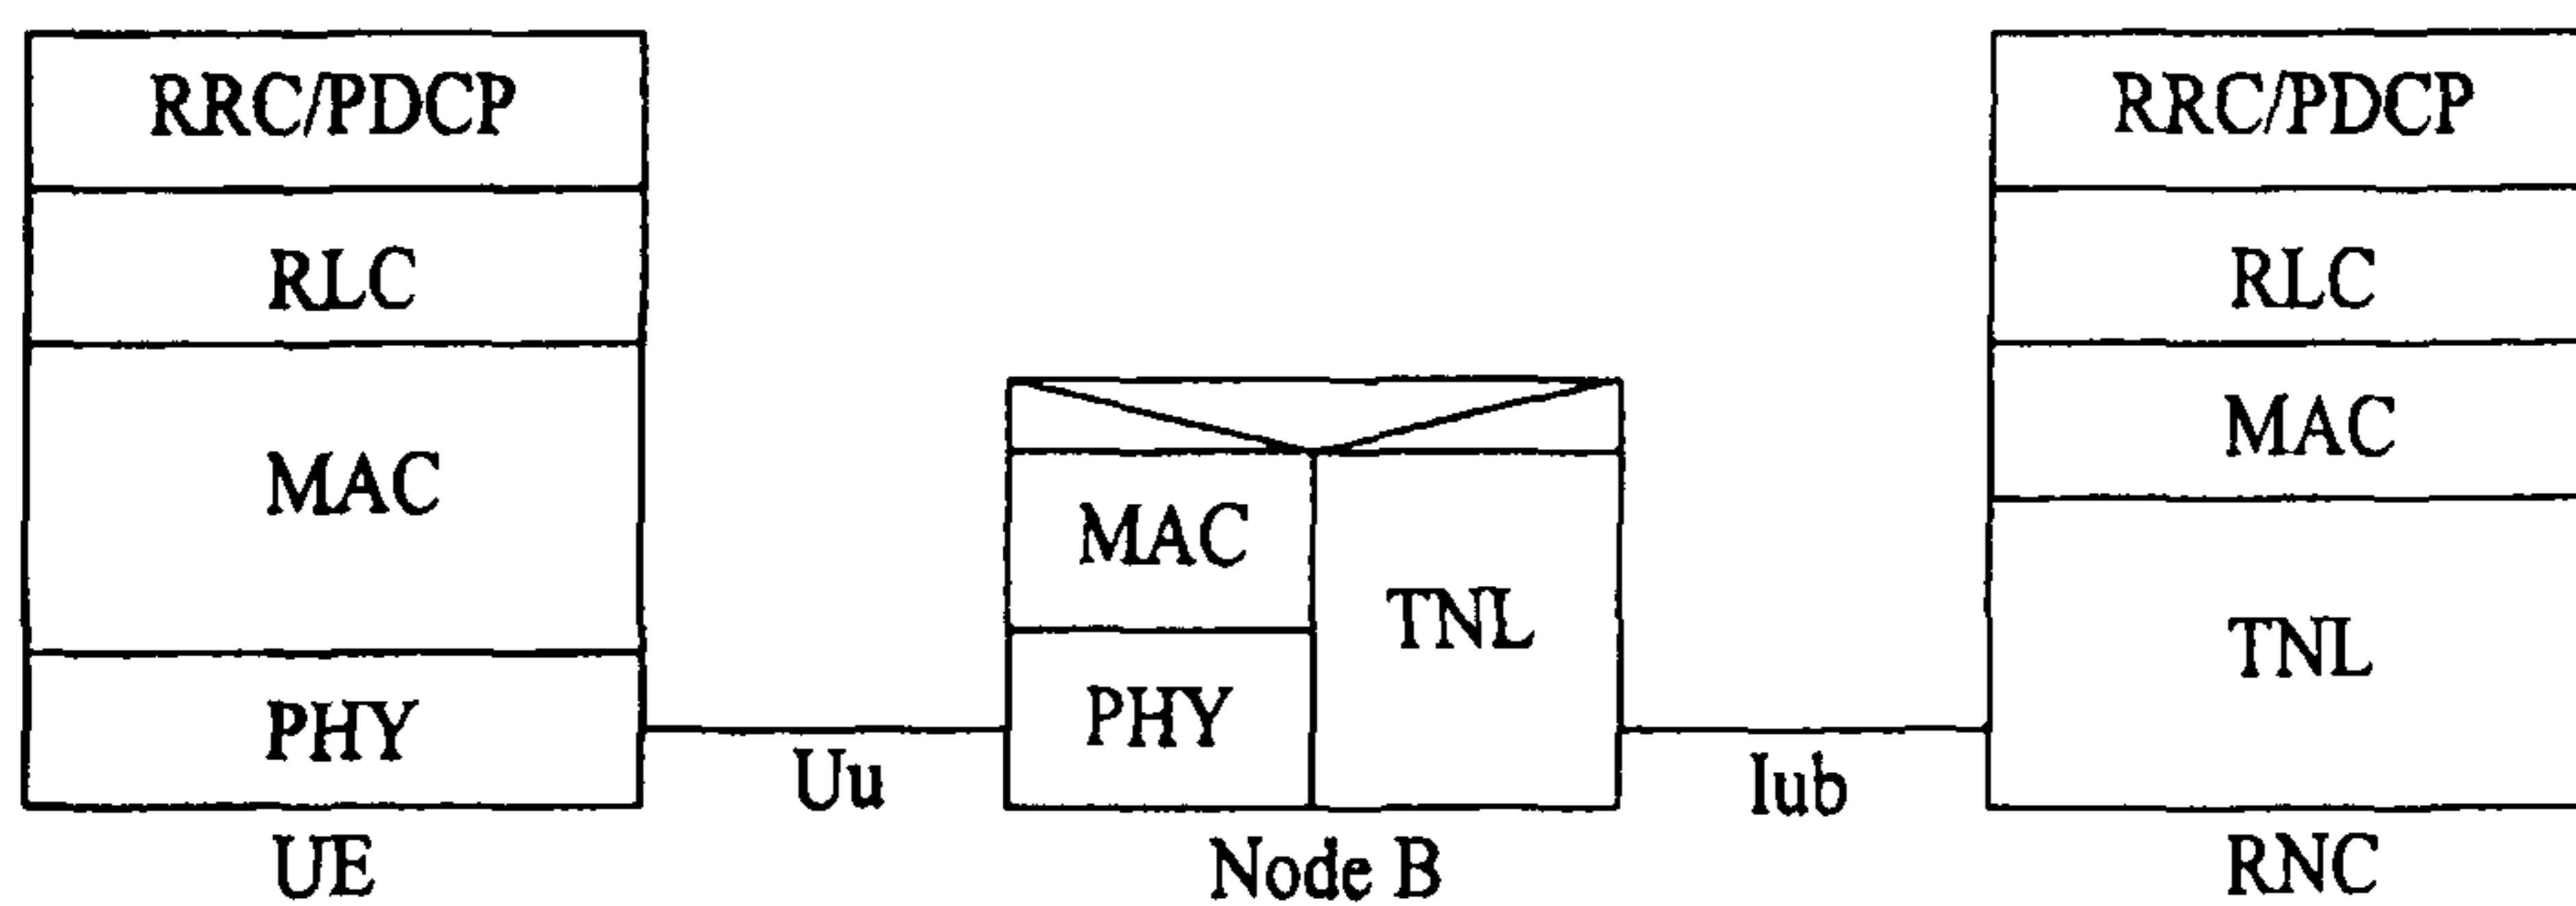 RRC/PDCP
RLC
MAC
PHY
UE
Uu
MAC
PHY
TNL
Node B
Iub
RRC/PDCP
RLC
MAC
TNL
RNC